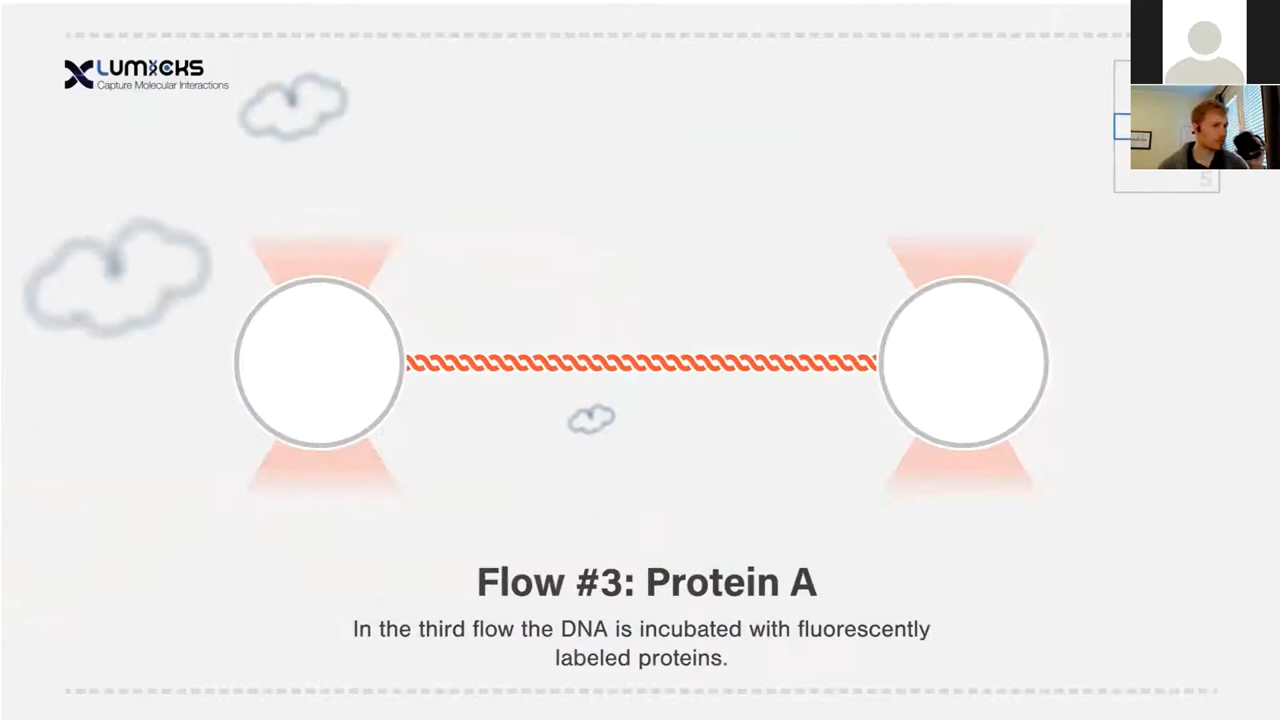 LUMICKS
Capture Molecular Interactions
5
Flow #3: Protein A
In the third flow the DNA is incubated with fluorescently
labeled proteins.